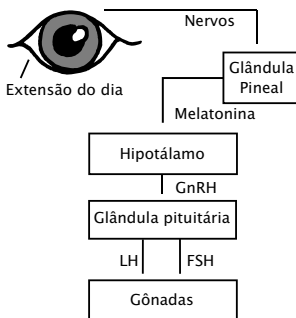 Nervos
Glândula
Pineal
Extensão do dia
Melatonina
Hipotálamo
GnRH
Glândula pituitária
LH
FSH
Gônadas